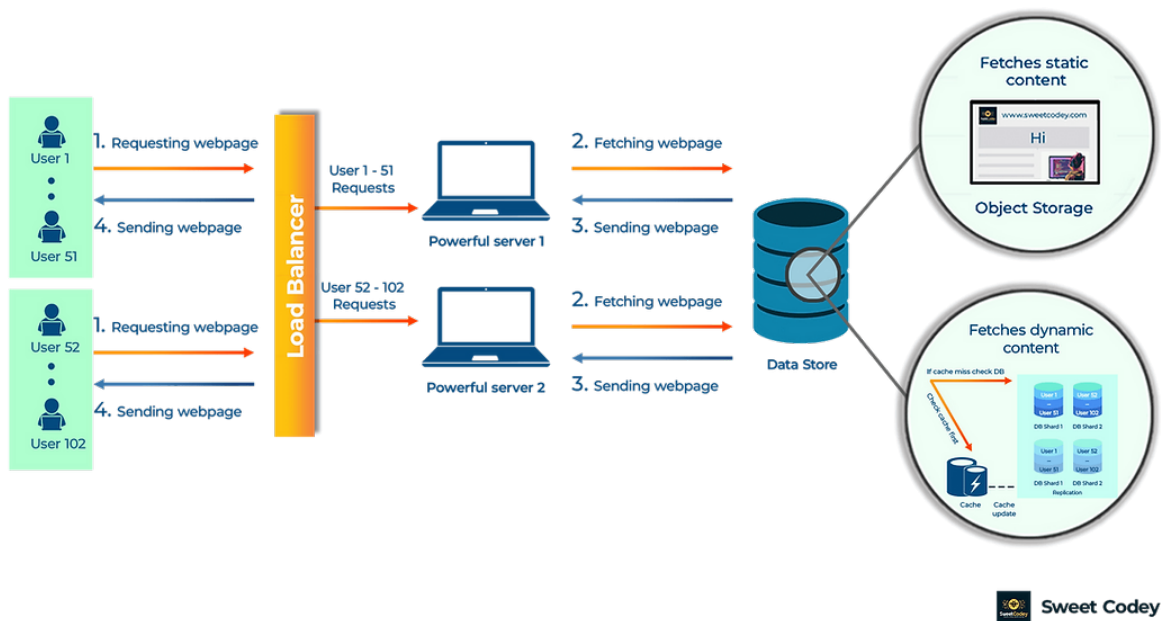 User 1
User 51
1. Requesting webpage
4. Sending webpage
User 52
User 102
1. Requesting webpage
4. Sending webpage
Load Balancer
User 1 - 51
Requests
User 52 - 102
Requests
Powerful server 1
Powerful server 2
2. Fetching webpage
3. Sending webpage
2. Fetching webpage
3. Sending webpage
Data Store
Fetches static
content
www.sweetcodey.com
Hi
Object Storage
Fetches dynamic
content
If cache miss check DB
Check cache first
User 1
...
User 51
DB Shard 1
User 52
...
User 102
DB Shard 2
User 1
...
User 51
DB Shard 1
User 52
...
User 102
DB Shard 2
Replication
Cache
Cache
update
SweetCodey
Sweet Codey